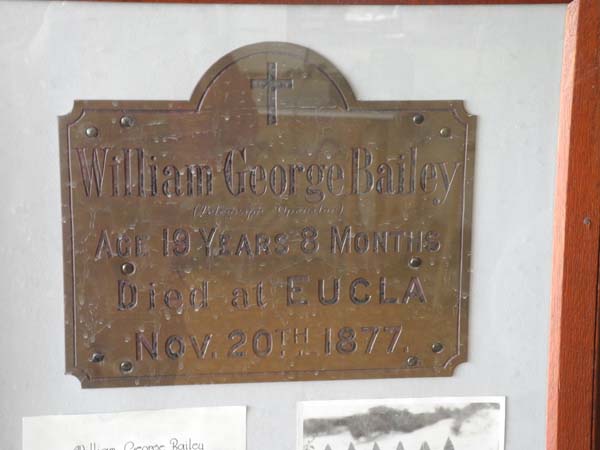 William George Bailey
(Telegraph Operator)
AGE 19 YEARS 8 MONTHS
Died at EUCLA
NOV. 20TH 1877.
William George Bailey